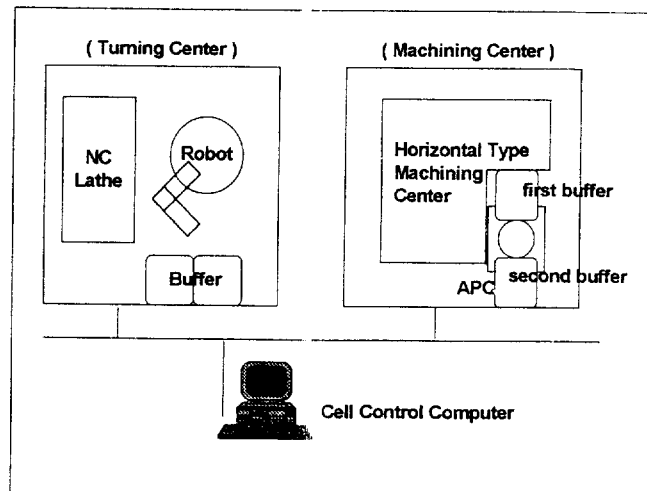 ( Turning Center )
( Machining Center )
NC
Lathe
Robot
Buffer
Horizontal Type
Machining
Center
first buffer
second buffer
APC
Cell Control Computer